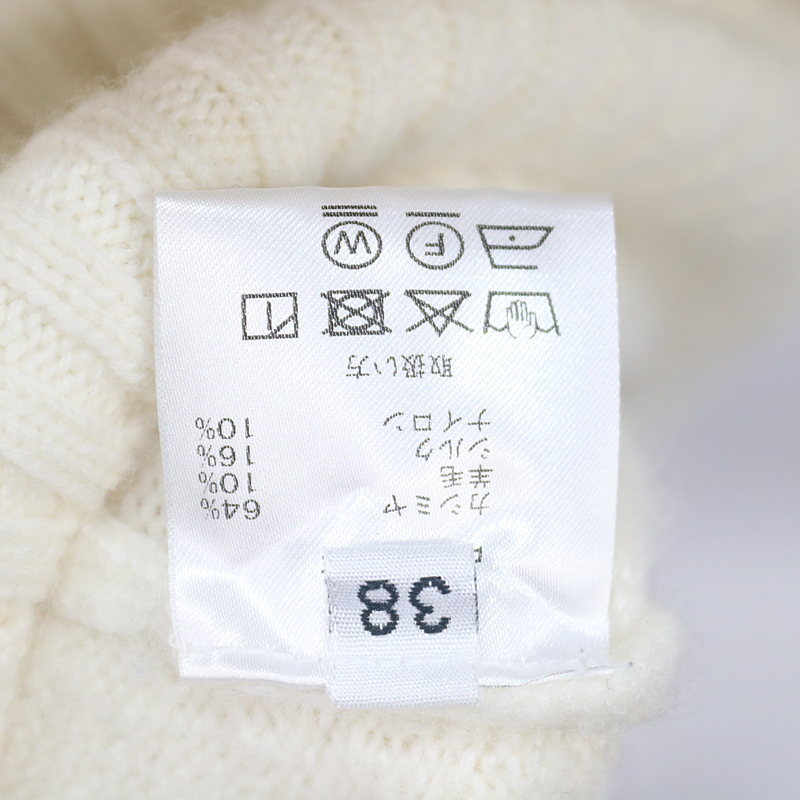 38
カシミヤ 64%
羊毛 10%
シルク 16%
ナイロン 10%
取扱い方
F W